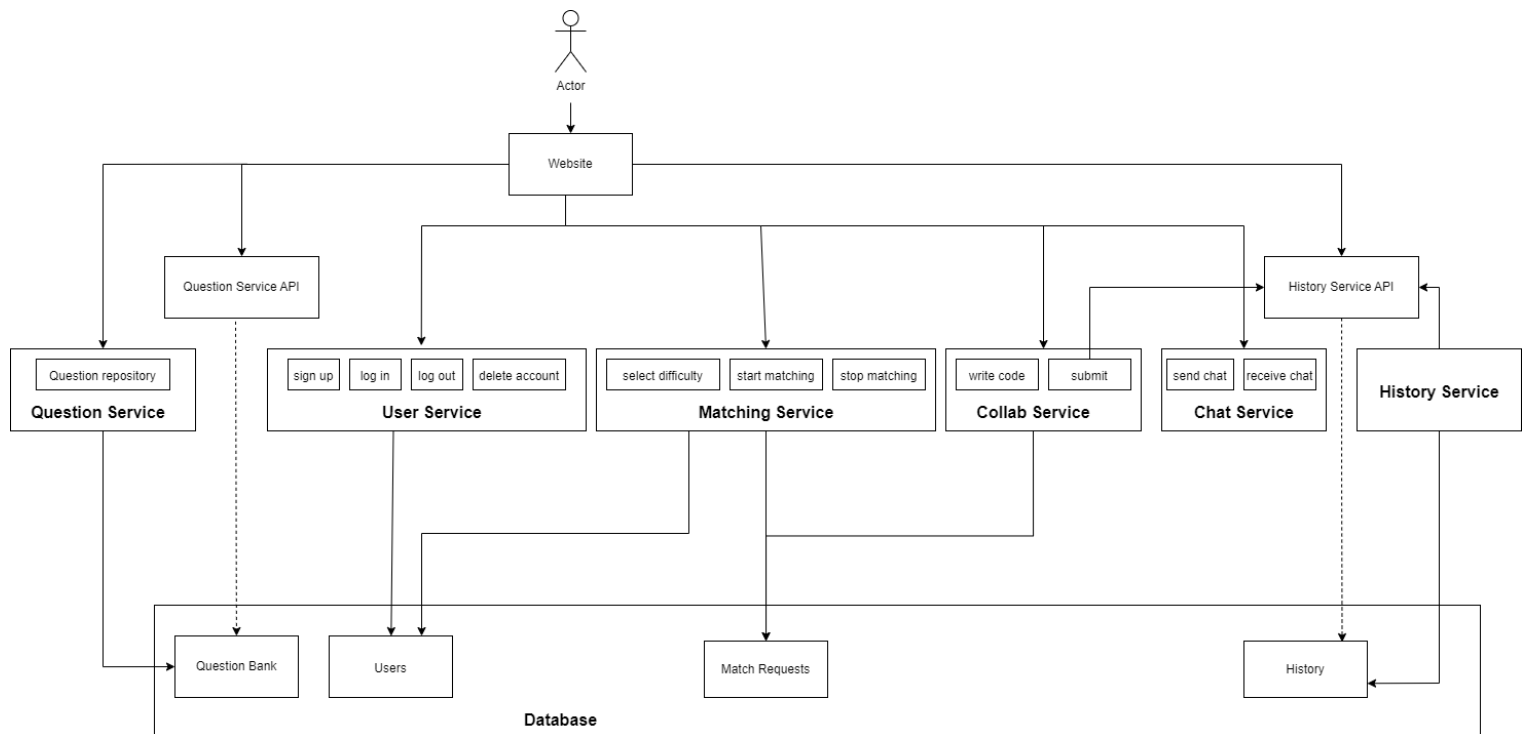 Actor
Website
Question Service API
History Service API
Question repository
Question Service
sign up
log in
log out
delete account
User Service
select difficulty
start matching
stop matching
Matching Service
write code
submit
Collab Service
send chat
receive chat
Chat Service
History Service
Question Bank
Users
Match Requests
History
Database